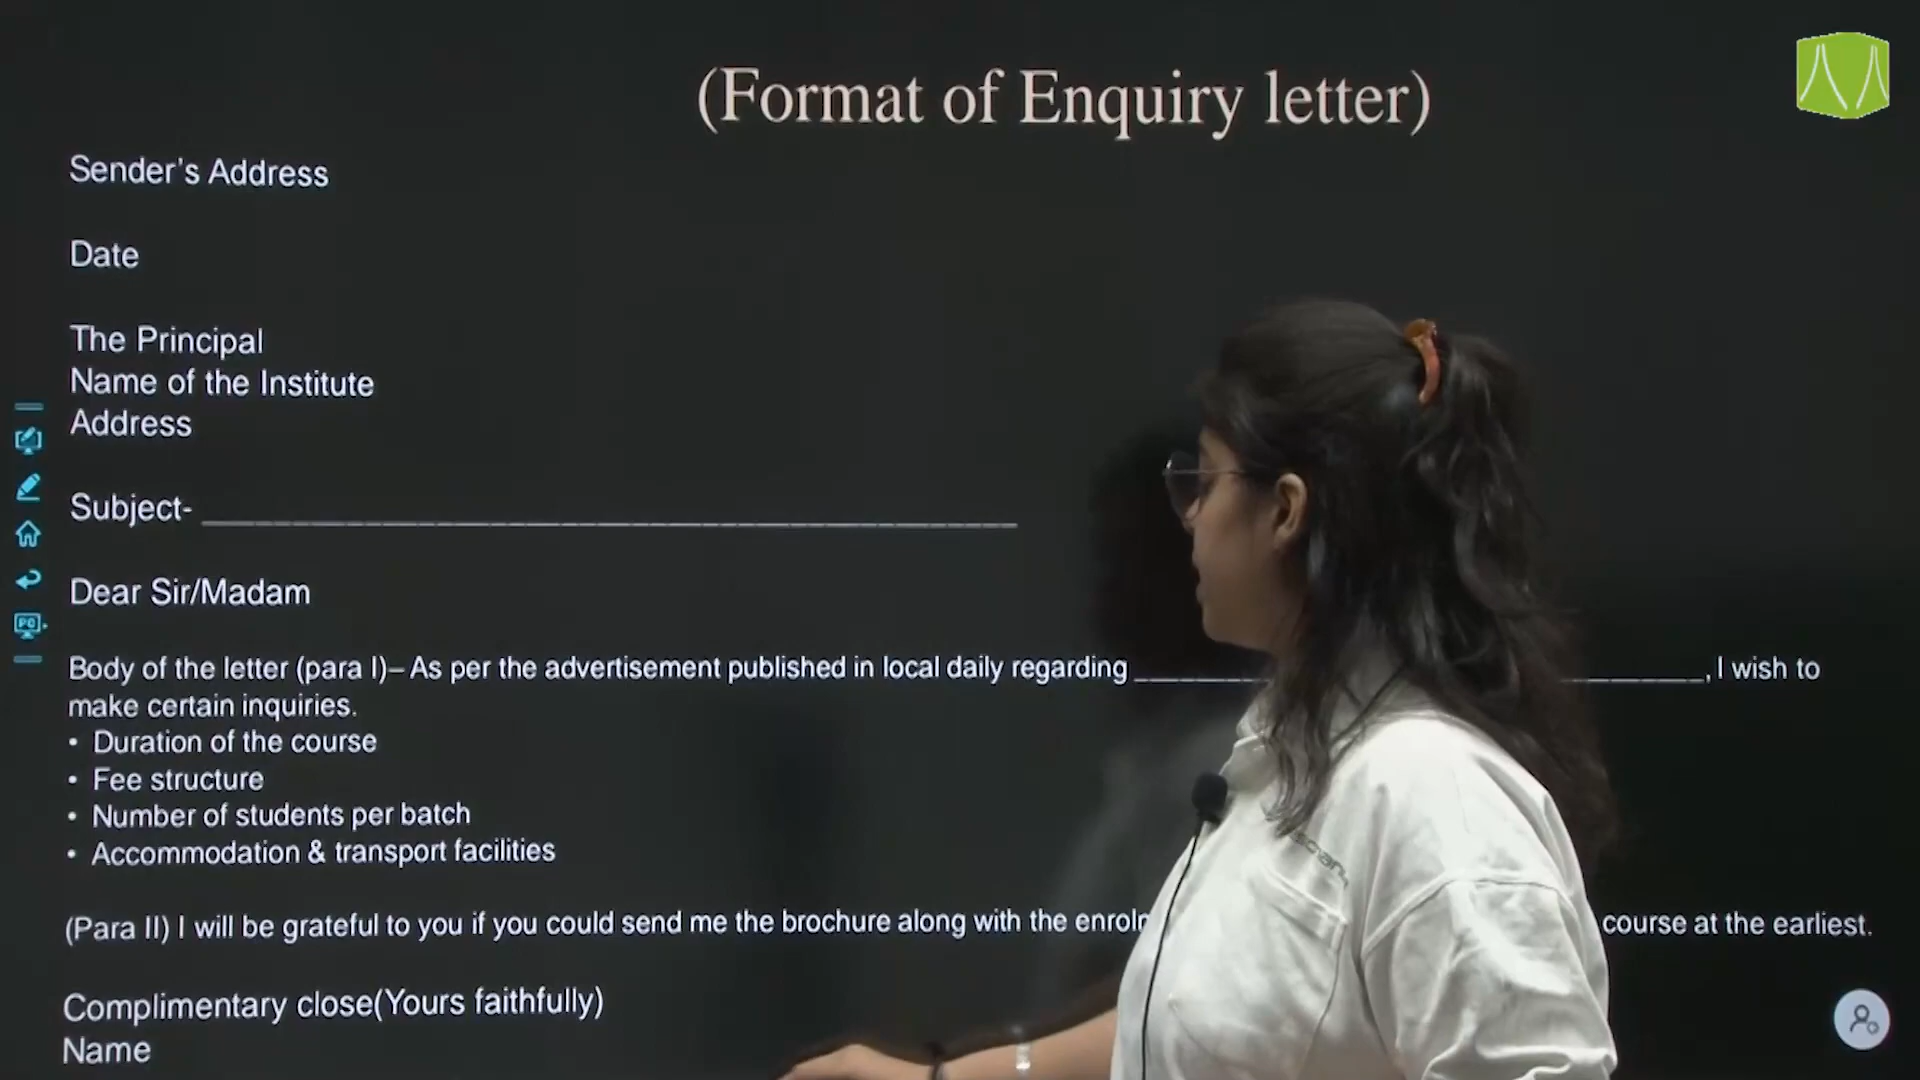 (Format of Enquiry letter)
Sender's Address
Date
The Principal
Name of the Institute
Address
Subject- ______________________________________________
Dear Sir/Madam
Body of the letter (para I)– As per the advertisement published in local daily regarding ______________, I wish to
make certain inquiries.
• Duration of the course
• Fee structure
• Number of students per batch
• Accommodation & transport facilities
(Para II) I will be grateful to you if you could send me the brochure along with the course at the earliest.
Complimentary close(Yours faithfully)
Name
PC